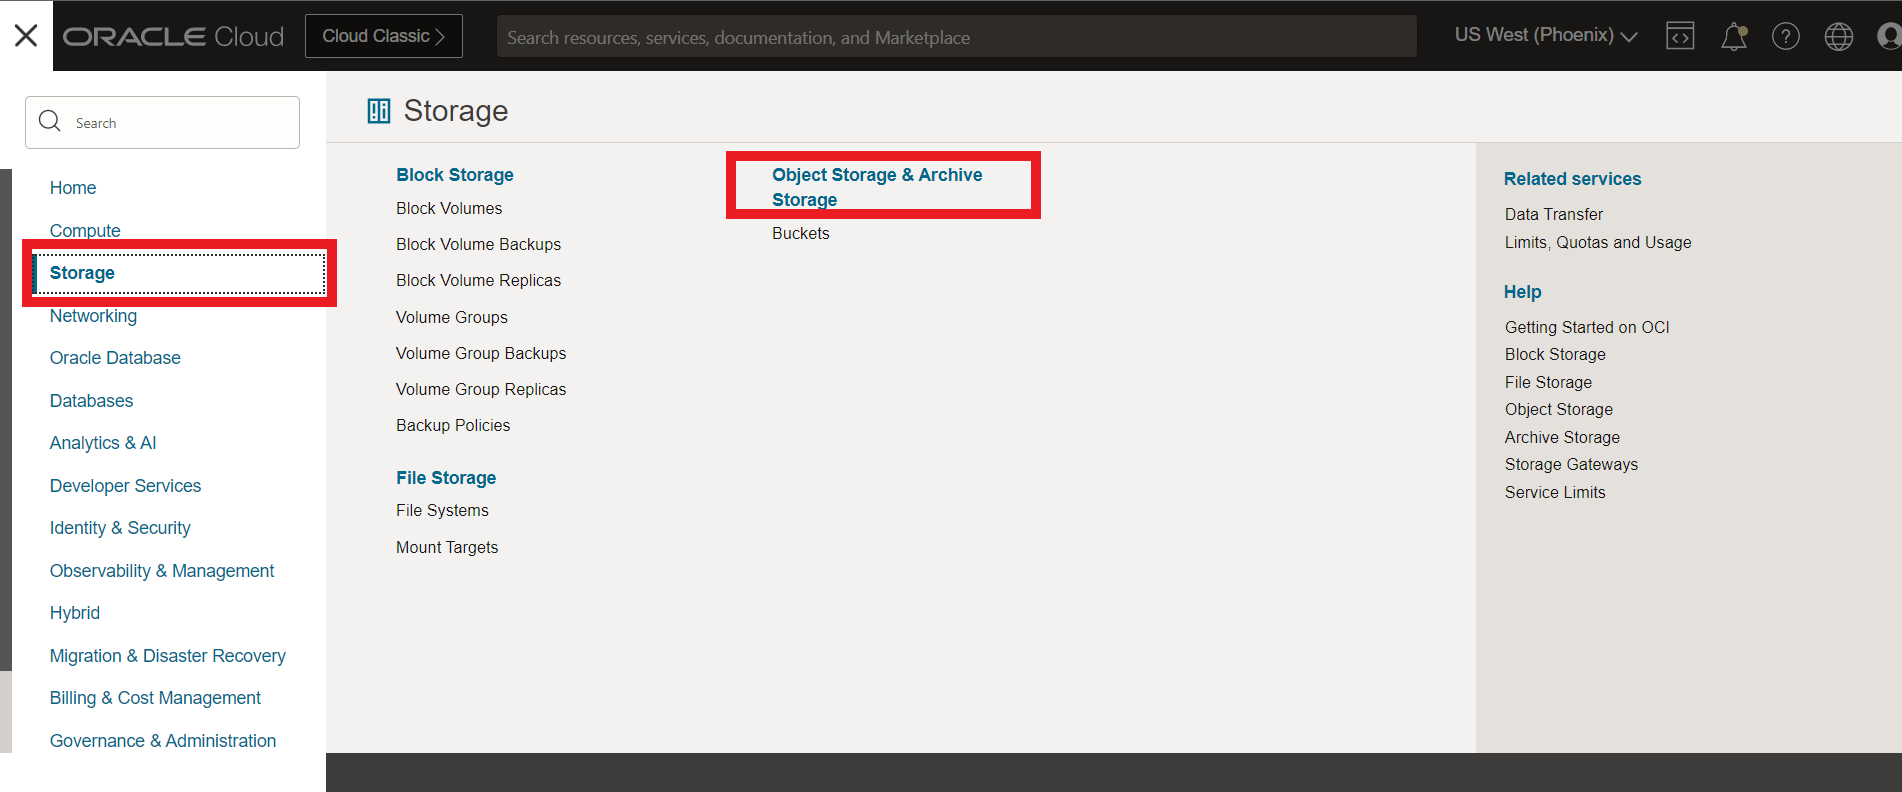 ORACLE Cloud
Cloud Classic
Search resources, services, documentation, and Marketplace
US West (Phoenix)
Search
Home
Compute
Storage
Networking
Oracle Database
Databases
Analytics & AI
Developer Services
Identity & Security
Observability & Management
Hybrid
Migration & Disaster Recovery
Billing & Cost Management
Governance & Administration
Storage
Block Storage
Block Volumes
Block Volume Backups
Block Volume Replicas
Volume Groups
Volume Group Backups
Volume Group Replicas
Backup Policies
File Storage
File Systems
Mount Targets
Object Storage & Archive
Storage
Buckets
Related services
Data Transfer
Limits, Quotas and Usage
Help
Getting Started on OCI
Block Storage
File Storage
Object Storage
Archive Storage
Storage Gateways
Service Limits